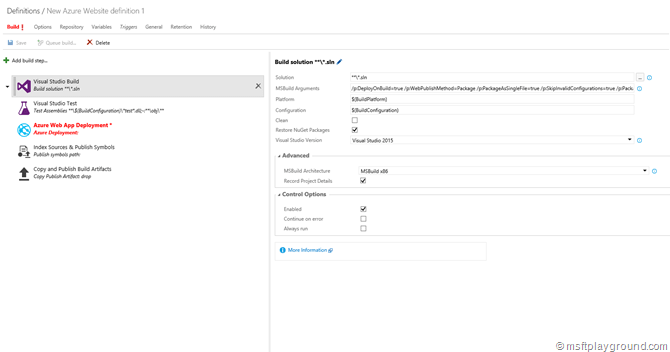 Definitions / New Azure Website definition 1
Build ! Options Repository Variables Triggers General Retention History
Save Queue build... Delete
Add build step...
Visual Studio Build
Build solution **\*.sln
Visual Studio Test
Test Assemblies **\$(BuildConfiguration)\*test*.dll;-:**\obj\**
Azure Web App Deployment *
Azure Deployment:
Index Sources & Publish Symbols
Publish symbols path:
Copy and Publish Build Artifacts
Copy Publish Artifact: drop
Build solution **\*.sln
Solution **\*.sln ...
MSBuild Arguments /p:DeployOnBuild=true /p:WebPublishMethod=Package /p:PackageAsSingleFile=true /p:SkipInvalidConfigurations=true /p:Pack
Platform $(BuildPlatform)
Configuration $(BuildConfiguration)
Clean
Restore NuGet Packages
Visual Studio Version Visual Studio 2015
Advanced
MSBuild Architecture MSBuild x86
Record Project Details
Control Options
Enabled
Continue on error
Always run
More Information
© msftplayground.com